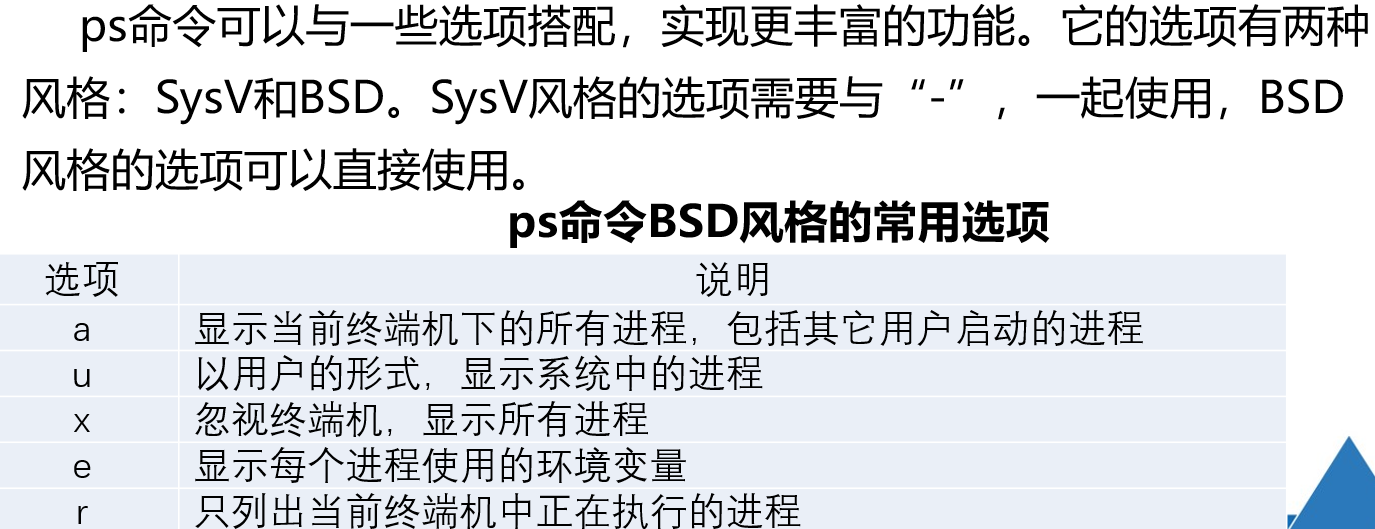 ps命令可以与一些选项搭配，实现更丰富的功能。它的选项有两种
风格：SysV和BSD。SysV风格的选项需要与“-”，一起使用，BSD
风格的选项可以直接使用。
ps命令BSD风格的常用选项
选项 说明
a 显示当前终端机下的所有进程，包括其它用户启动的进程
u 以用户的形式，显示系统中的进程
x 忽视终端机，显示所有进程
e 显示每个进程使用的环境变量
r 只列出当前终端机中正在执行的进程